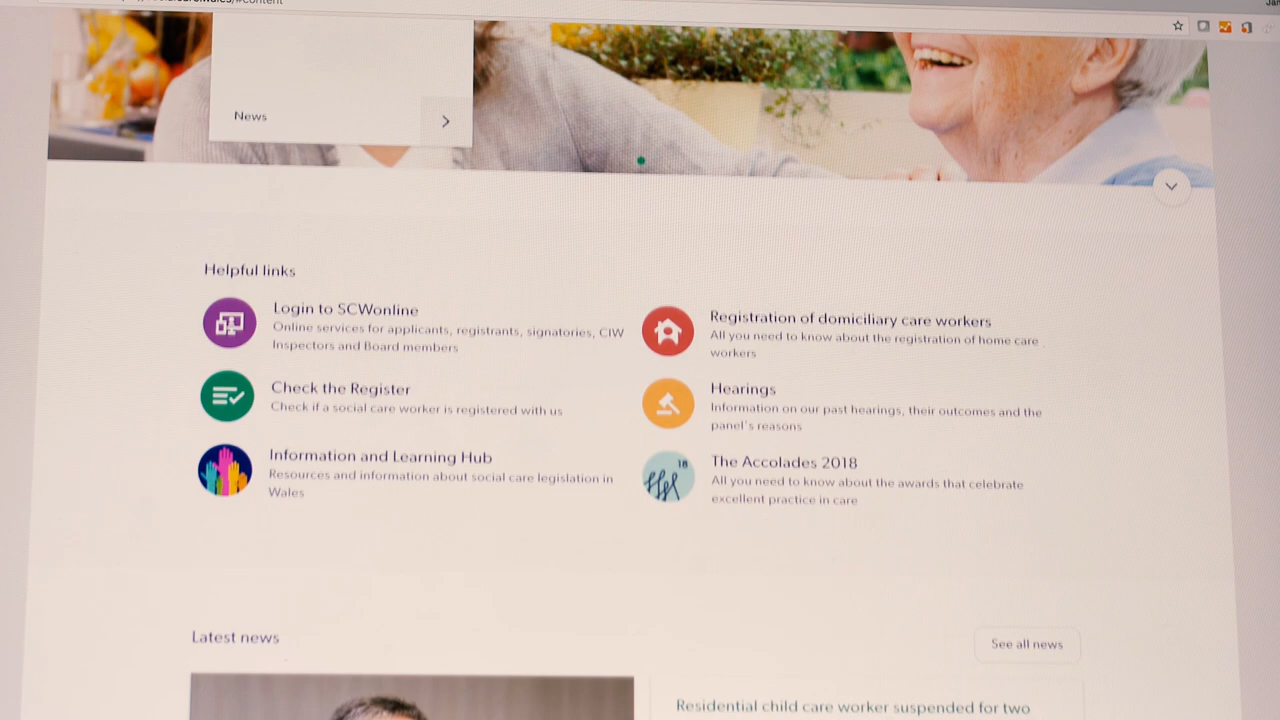 News
Helpful links
Login to SCWonline
Online services for applicants, registrants, signatories, CIW
Inspectors and Board members
Check the Register
Check if a social care worker is registered with us
Information and Learning Hub
Resources and information about social care legislation in
Wales
Registration of domiciliary care workers
All you need to know about the registration of home care
workers
Hearings
Information on our past hearings, their outcomes and the
panel's reasons
18
The Accolades 2018
All you need to know about the awards that celebrate
excellent practice in care
Latest news
See all news
Residential child care worker suspended for two